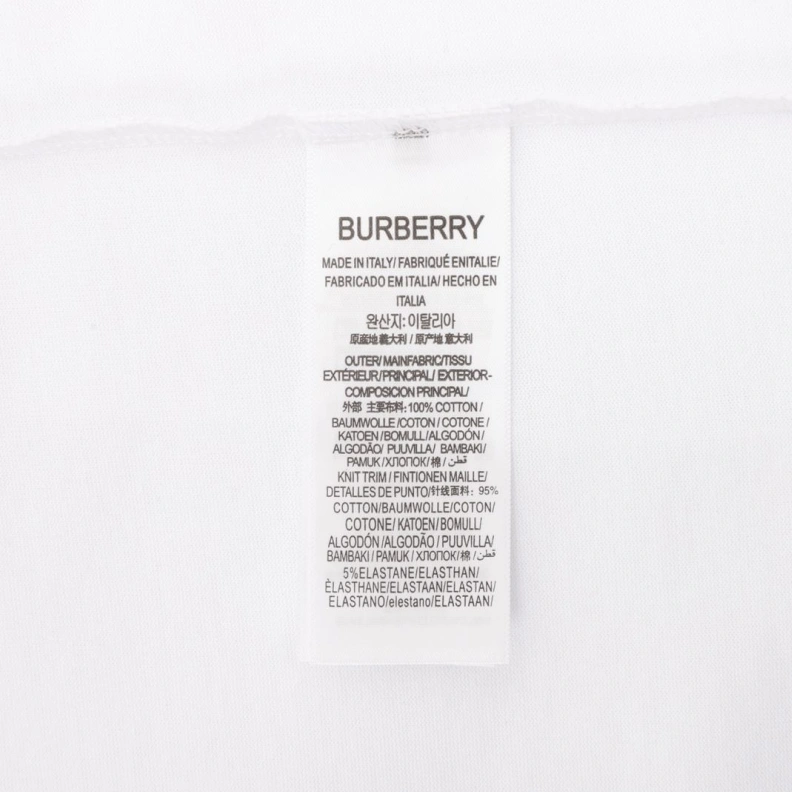 BURBERRY
MADE IN ITALY/ FABRIQUÉ ENITALIE/
FABRICADO EM ITALIA/ HECHO EN
ITALIA
완산지: 이탈리아
原産地義大利 / 原产地 意大利
OUTER/ MAINFABRIC/TISSU
EXTÉRIEUR/PRINCIPAL/ EXTERIOR-
COMPOSICION PRINCIPAL/
外部 主要布料: 100% COTTON /
BAUMWOLLE /COTON / COTONE /
KATOEN / BOMULL /ALGODÓN /
ALGODÃO/ PUUVILLA/ BAMBAKI/
PAMUK /ХЛОПОК/ 棉 / قطن
KNIT TRIM / FINTIONEN MAILLE/
DETALLES DE PUNTO/针线面料: 95%
COTTON/BAUMWOLLE/COTON/
COTONE/ KATOEN/ BOMULL/
ALGODÓN /ALGODÃO / PUUVILLA/
BAMBAKI / PAMUK / ХЛОПОК/棉 / قطن
5%ELASTANE/ELASTHAN/
ÈLASTHANE/ELASTAAN/ELASTAN/
ELASTANO/elestano/ELASTAAN/